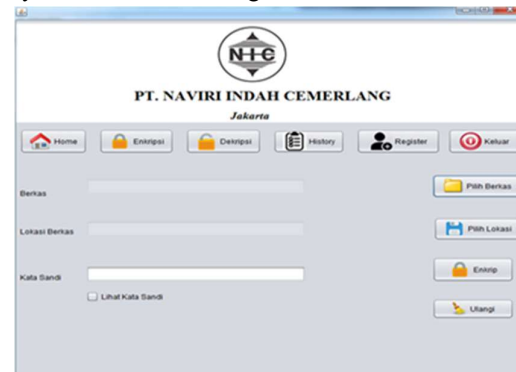 NIC
PT. NAVIRI INDAH CEMERLANG
Jakarta
Home Enkripsi Dekripsi History Register Keluar
Berkas Pilih Berkas
Lokasi Berkas Pilih Lokasi
Kata Sandi Enkrip
Lihat Kata Sandi Ulangi